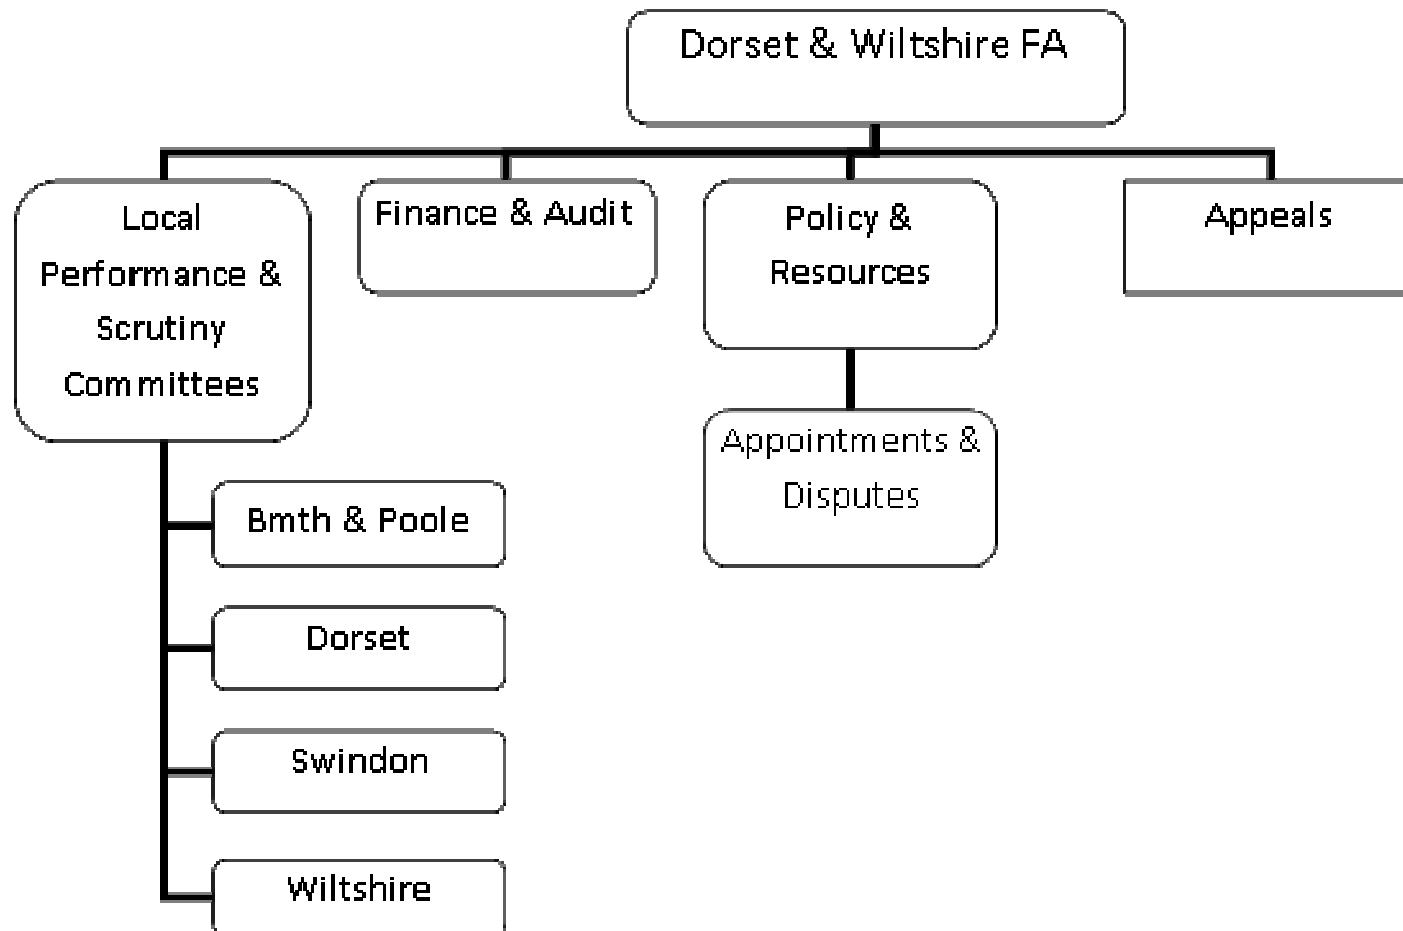 Dorset & Wiltshire FA
Local
Performance &
Scrutiny
Committees
Finance & Audit
Policy &
Resources
Appeals
Appointments &
Disputes
Bmth & Poole
Dorset
Swindon
Wiltshire